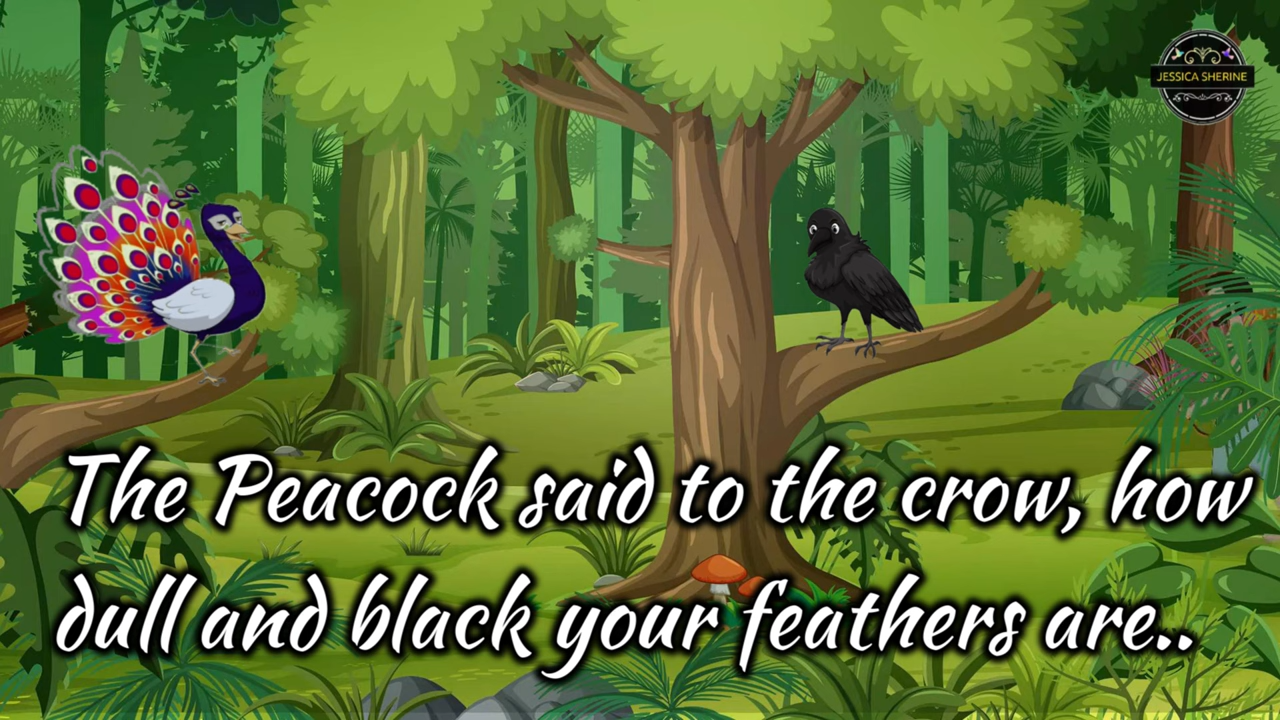 JESSICA SHERINE
The Peacock said to the crow, how
dull and black your feathers are..